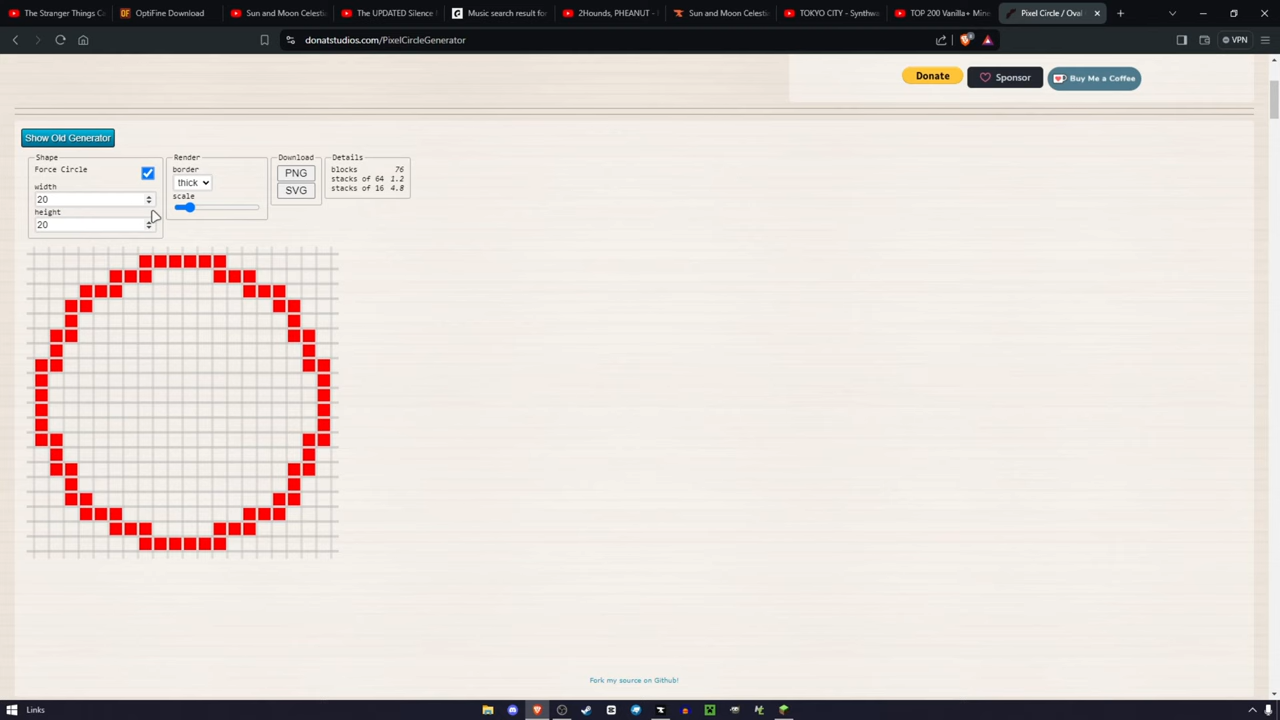 The Stranger Things C
OptiFine Download
Sun and Moon Celesti
The UPDATED Silence
Music search result for
2Hounds, PHEANUT -
Sun and Moon Celesti
TOKYO CITY - Synthwa
TOP 200 Vanilla+ Mine
Pixel Circle / Oval
donatstudios.com/PixelCircleGenerator
VPN
Donate
Sponsor
Buy Me a Coffee
Show Old Generator
Shape
Force Circle
width
20
height
20
Render
border
thick
scale
Download
PNG
SVG
Details
blocks 76
stacks of 64 1.2
stacks of 16 4.8
Fork my source on Github!
Links